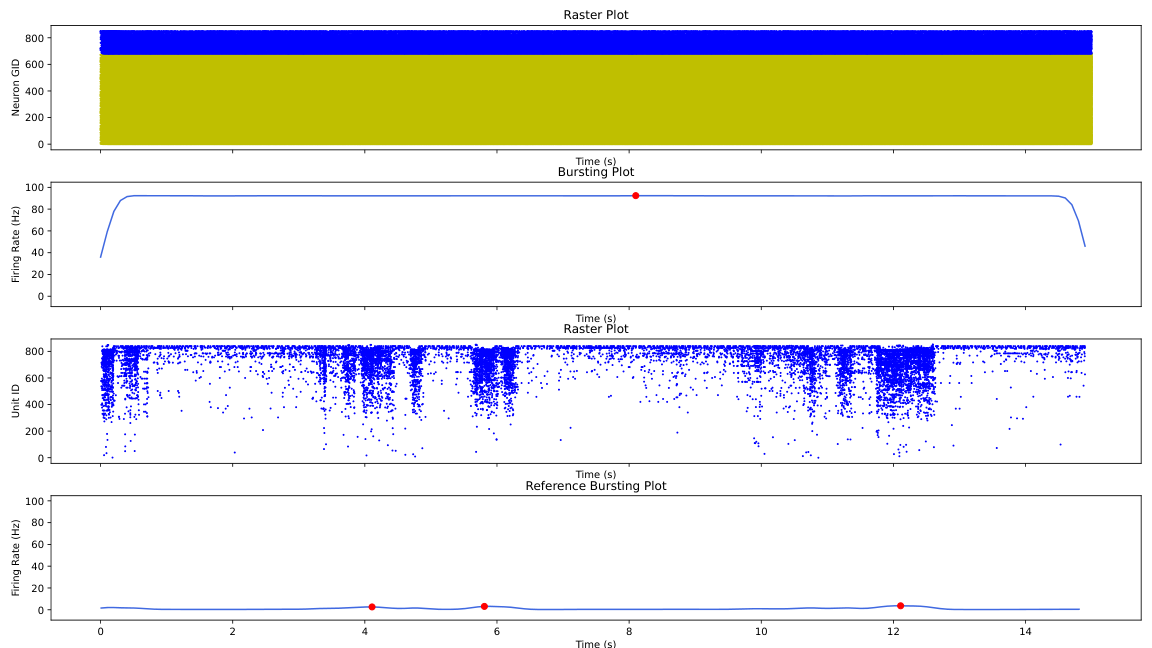 Raster Plot
Neuron GID
800
600
400
200
0
Time (s)
Bursting Plot
Firing Rate (Hz)
100
80
60
40
20
0
Time (s)
Raster Plot
Unit ID
800
600
400
200
0
Time (s)
Reference Bursting Plot
Firing Rate (Hz)
100
80
60
40
20
0
0 2 4 6 8 10 12 14
Time (s)